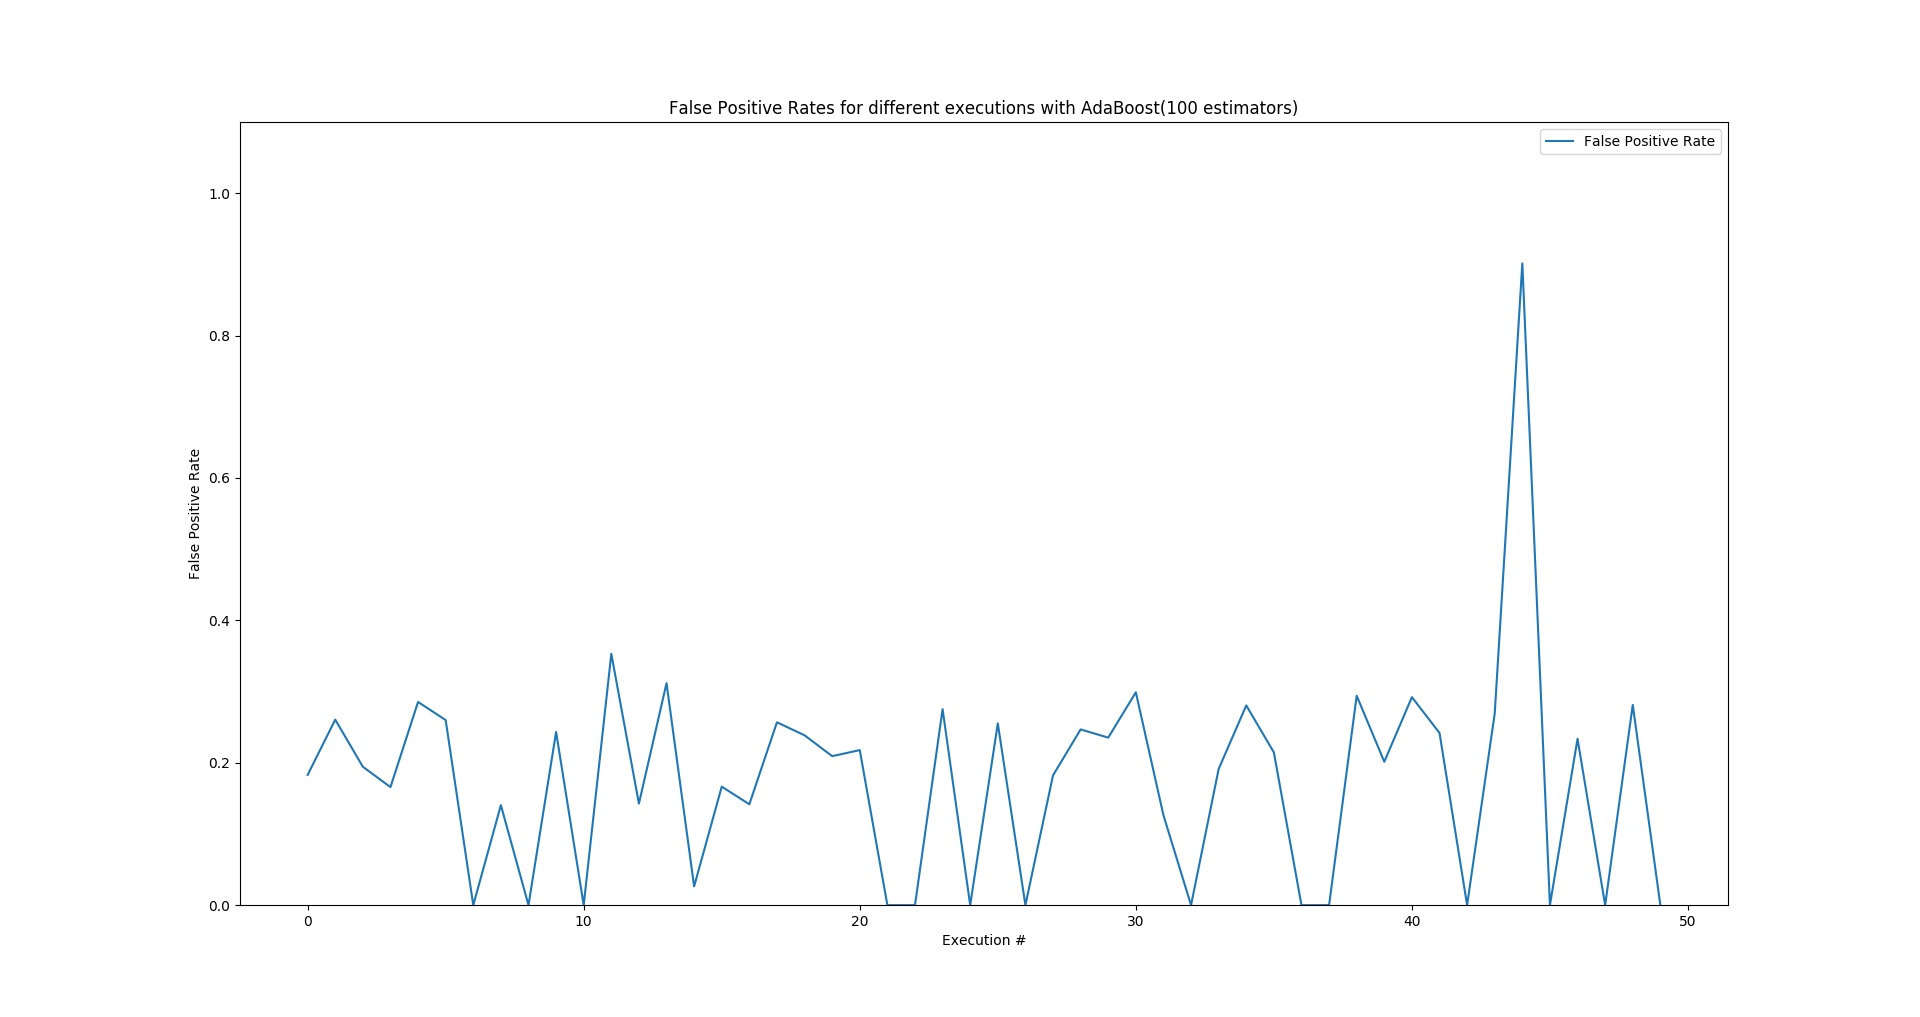 False Positive Rates for different executions with AdaBoost(100 estimators)
False Positive Rate
1.0
0.8
0.6
0.4
0.2
0.0
False Positive Rate
0 10 20 30 40 50
Execution #